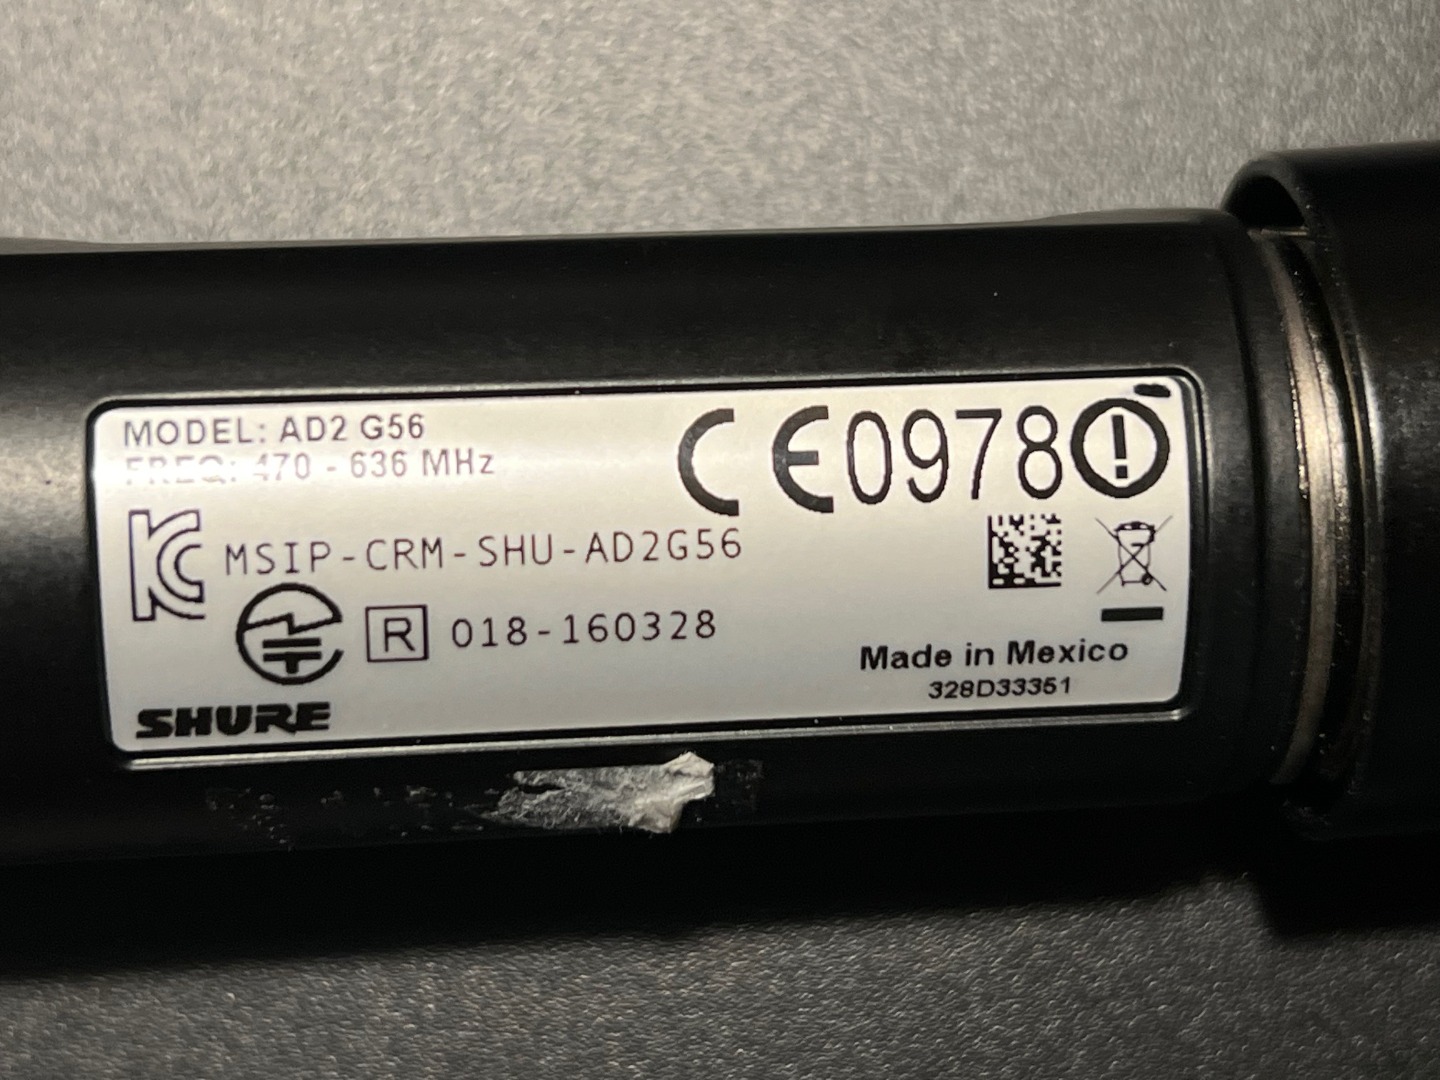 MODEL: AD2 G56
FREQ: 470 - 636 MHz
CE0978
MSIP-CRM-SHU-AD2G56
R 018-160328
Made in Mexico
328D33351
SHURE